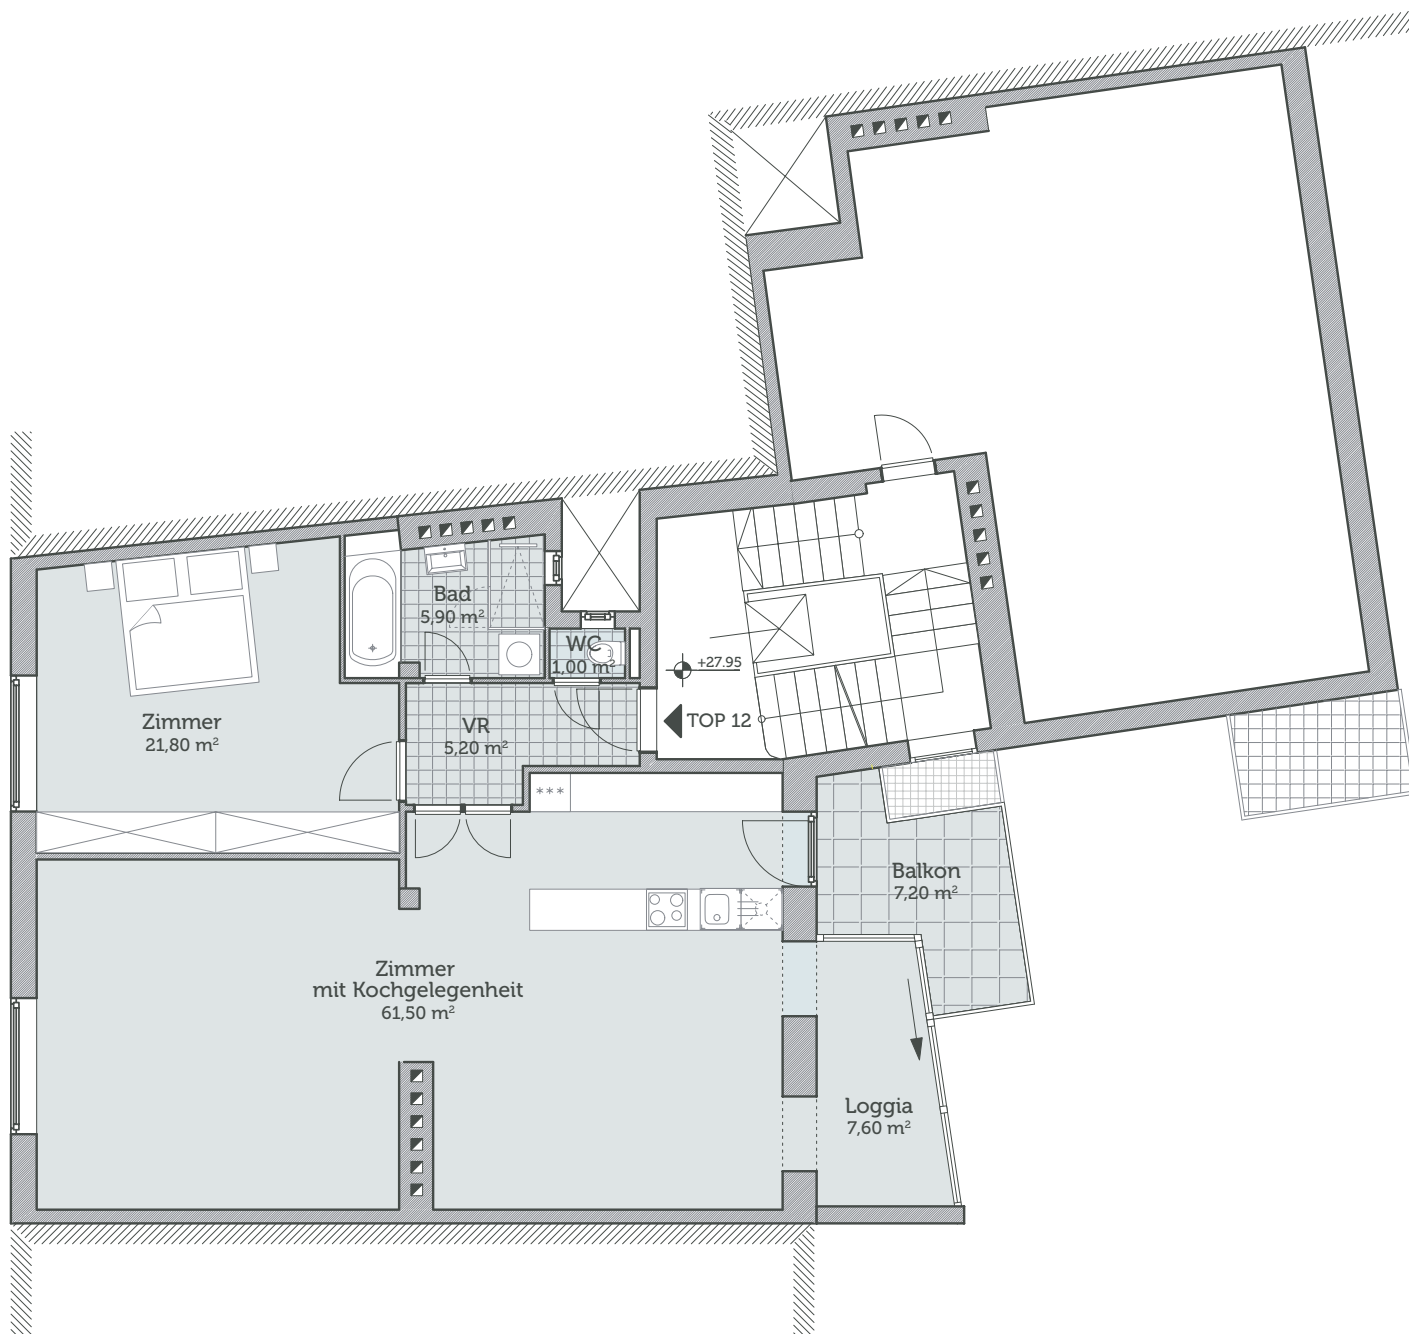 Bad
5,90 m²
WC
1,00 m²
+27.95
TOP 12
Zimmer
21,80 m²
VR
5,20 m²
***
Balkon
7,20 m²
Zimmer
mit Kochgelegenheit
61,50 m²
Loggia
7,60 m²